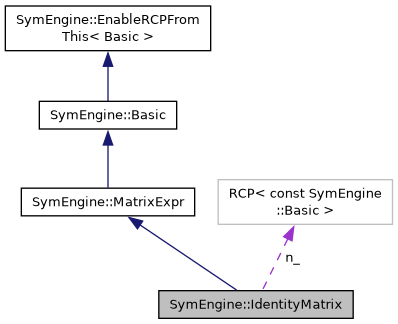 SymEngine::EnableRCPFrom
This< Basic >
SymEngine::Basic
SymEngine::MatrixExpr
RCP< const SymEngine
::Basic >
n_
SymEngine::IdentityMatrix